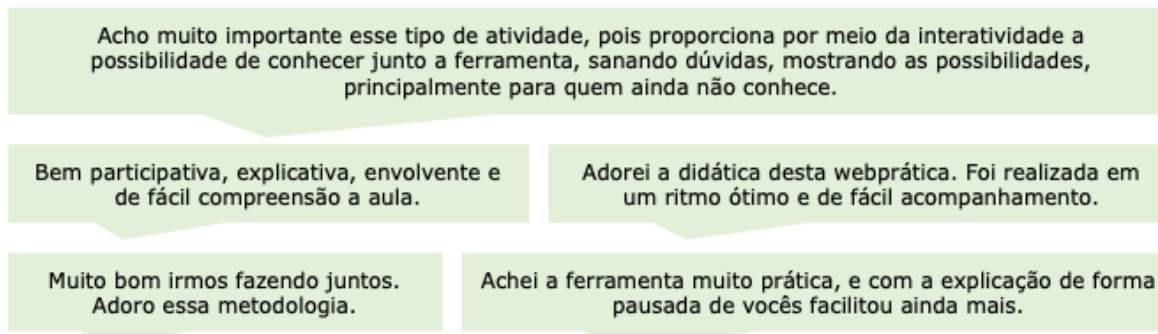 Acho muito importante esse tipo de atividade, pois proporciona por meio da interatividade a
possibilidade de conhecer junto a ferramenta, sanando dúvidas, mostrando as possibilidades,
principalmente para quem ainda não conhece.
Bem participativa, explicativa, envolvente e
de fácil compreensão a aula.
Adorei a didática desta webprática. Foi realizada em
um ritmo ótimo e de fácil acompanhamento.
Muito bom irmos fazendo juntos.
Adoro essa metodologia.
Achei a ferramenta muito prática, e com a explicação de forma
pausada de vocês facilitou ainda mais.